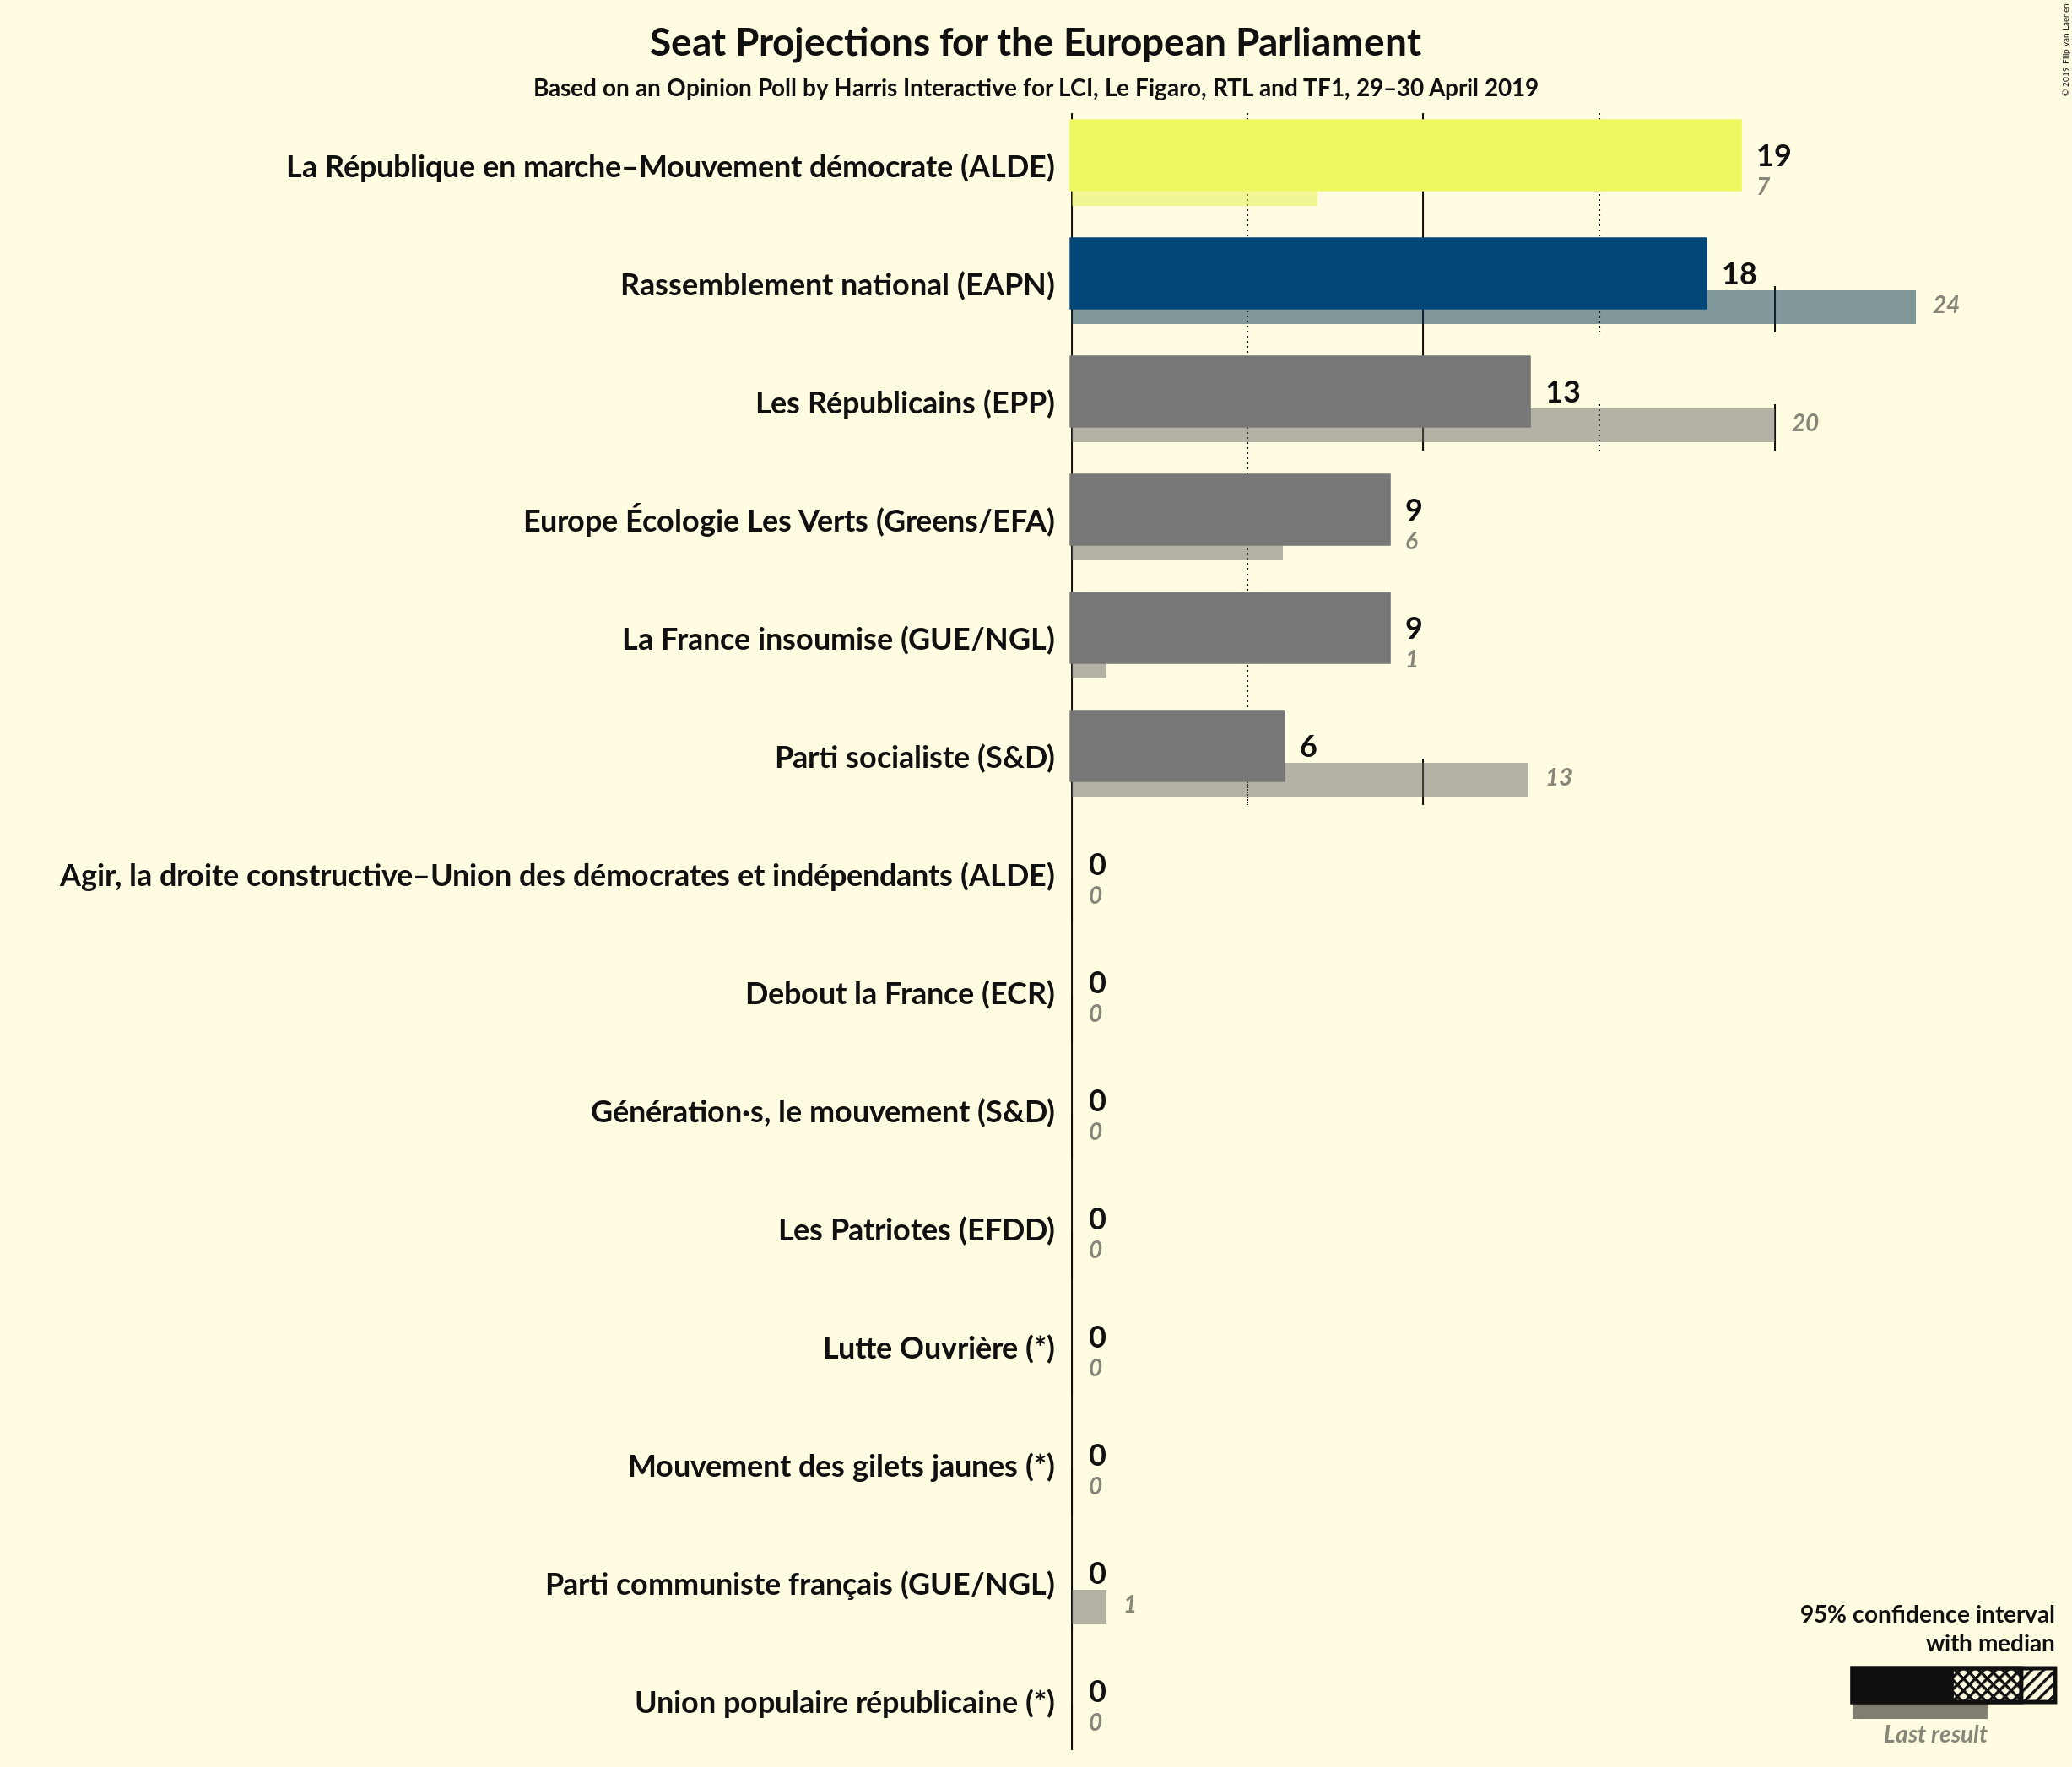 Seat Projections for the European Parliament
Based on an Opinion Poll by Harris Interactive for LCI, Le Figaro, RTL and TF1, 29–30 April 2019
© 2019 Filip van Laenen
La République en marche–Mouvement démocrate (ALDE)
19
7
Rassemblement national (EAPN)
18
24
Les Républicains (EPP)
13
20
Europe Écologie Les Verts (Greens/EFA)
9
6
La France insoumise (GUE/NGL)
9
1
Parti socialiste (S&D)
6
13
Agir, la droite constructive–Union des démocrates et indépendants (ALDE)
0
0
Debout la France (ECR)
0
0
Génération·s, le mouvement (S&D)
0
0
Les Patriotes (EFDD)
0
0
Lutte Ouvrière (*)
0
0
Mouvement des gilets jaunes (*)
0
0
Parti communiste français (GUE/NGL)
0
1
Union populaire républicaine (*)
0
0
95% confidence interval
with median
Last result